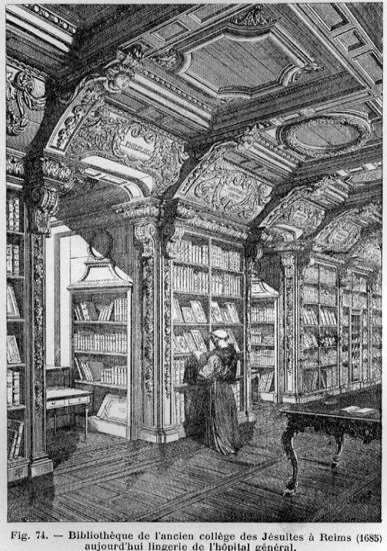 Fig. 74. — Bibliothèque de l'ancien collège des Jésuites à Reims (1685)
aujourd'hui lingerie de l'hôpital général.